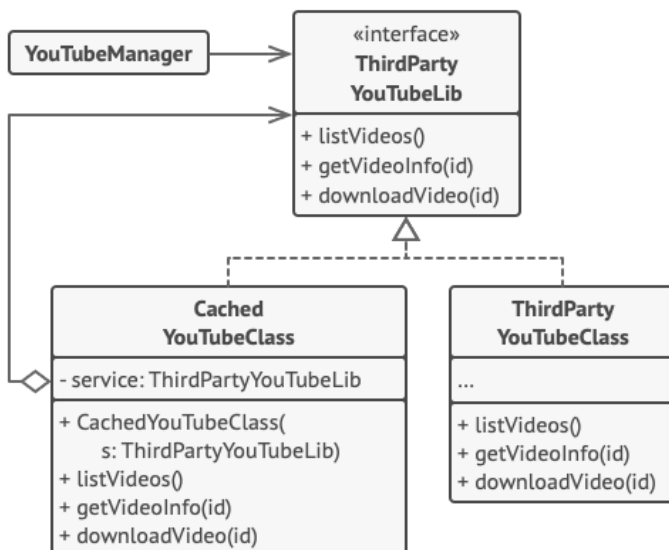 YouTubeManager
«interface»
ThirdParty
YouTubeLib
+ listVideos()
+ getVideoInfo(id)
+ downloadVideo(id)
Cached
YouTubeClass
- service: ThirdPartyYouTubeLib
+ CachedYouTubeClass(
s: ThirdPartyYouTubeLib)
+ listVideos()
+ getVideoInfo(id)
+ downloadVideo(id)
ThirdParty
YouTubeClass
...
+ listVideos()
+ getVideoInfo(id)
+ downloadVideo(id)